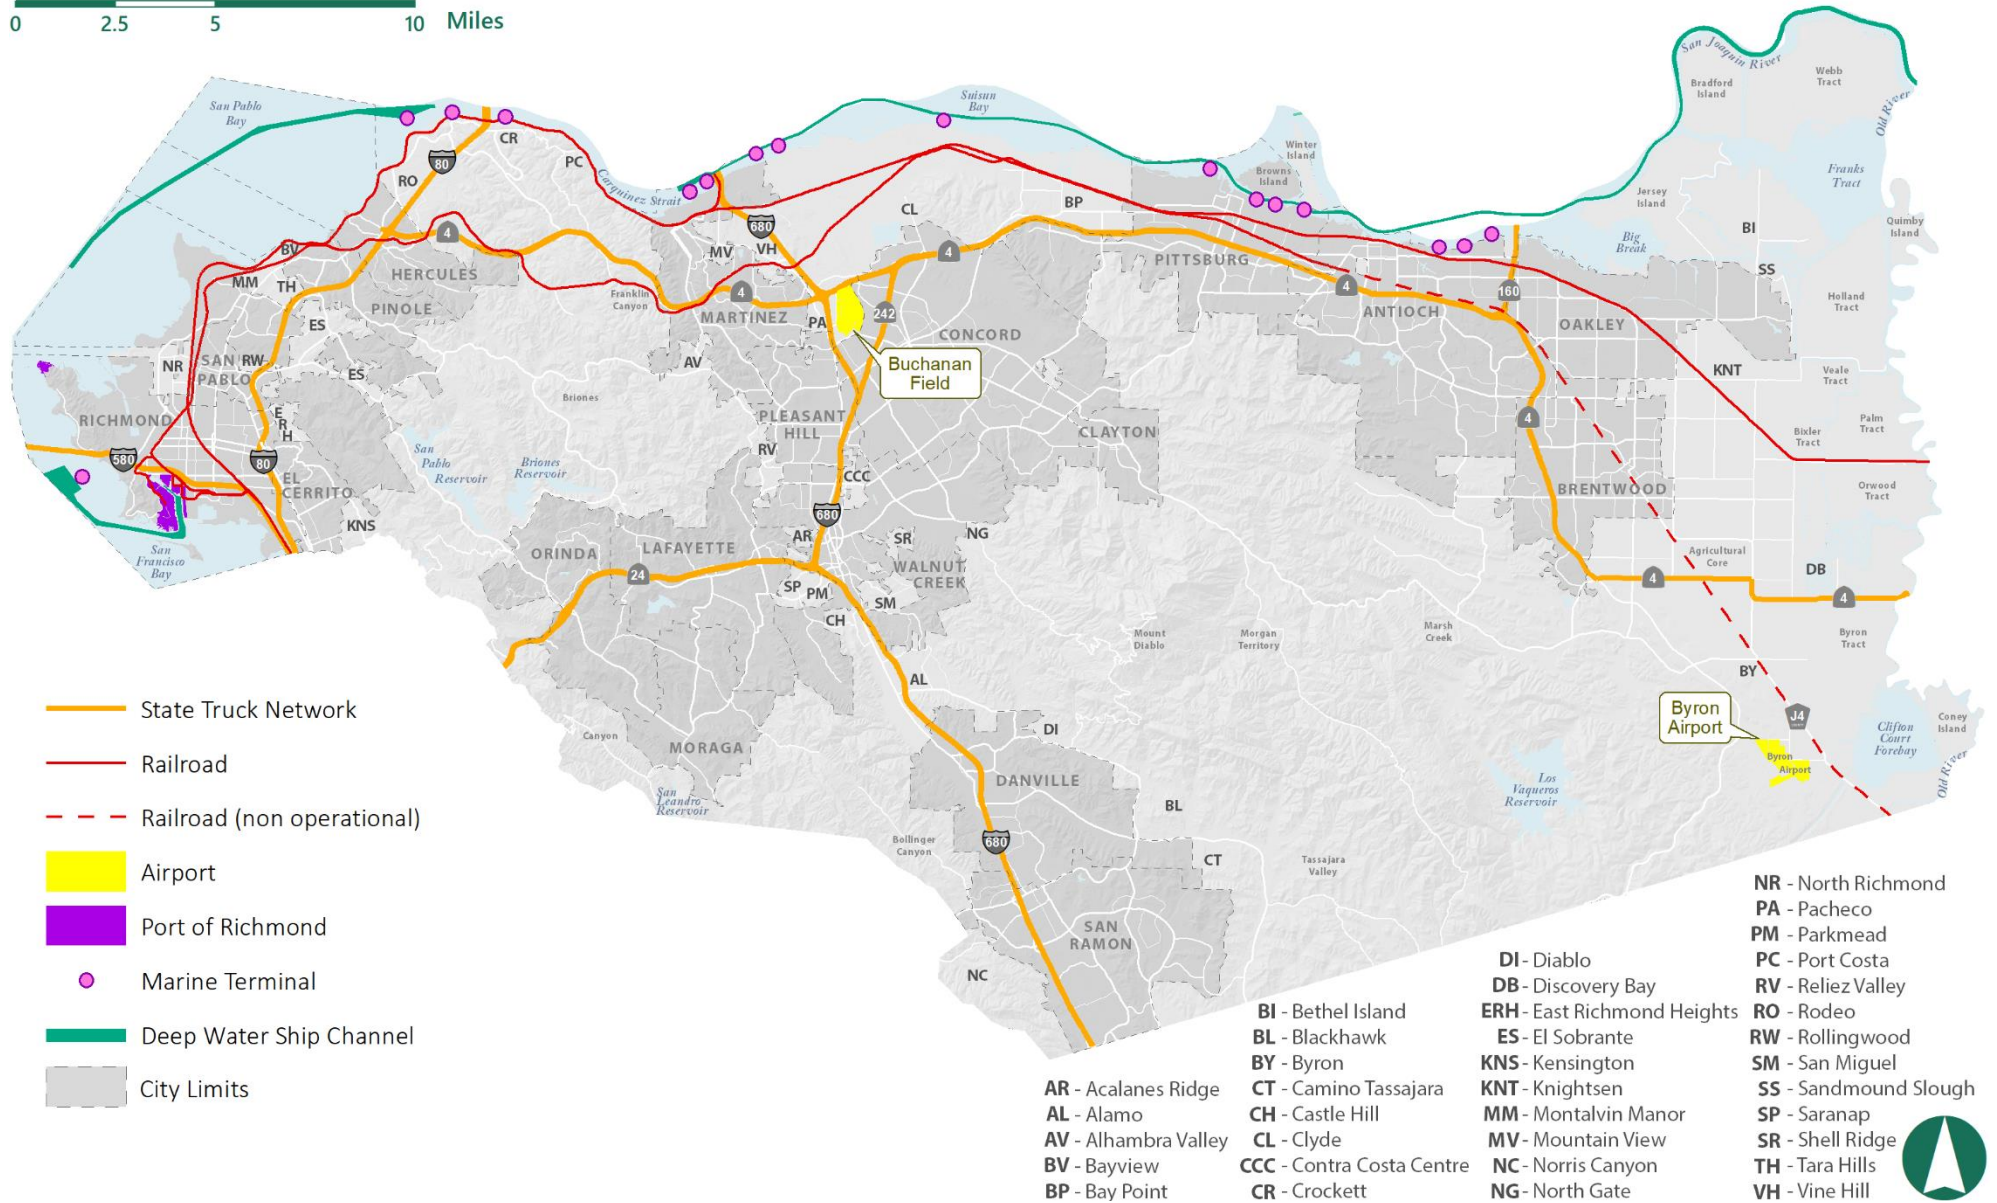 0 2.5 5 10 Miles
San Joaquin River
Webb
Tract
Bradford
Island
Old River
San Pablo
Bay
Suisun
Bay
CR
80
PC
Winter
Island
Browns
Island
Franks
Tract
RO
Carquinez Strait
Jersey
Island
BP
CL
Quimby
Island
680
4
BI
Big
Break
BV
MV
VH
4
PITTSBURG
SS
HERCULES
MM
TH
4
Franklin
Canyon
4
160
Holland
Tract
PINOLE
MARTINEZ
PA
242
ANTIOCH
OAKLEY
ES
CONCORD
NR
SAN
PABLO
RW
ES
AV
Buchanan
Field
KNT
Veale
Tract
Briones
RICHMOND
E
R
H
PLEASANT
HILL
CLAYTON
4
Palm
Tract
Bixler
Tract
580
80
San
Pablo
Reservoir
Briones
Reservoir
RV
CCC
EL
CERRITO
BRENTWOOD
Orwood
Tract
KNS
680
San
Francisco
Bay
ORINDA
LAFAYETTE
AR
SR
NG
Agricultural
Core
24
WALNUT
CREEK
DB
SP
PM
SM
4
4
CH
Mount
Diablo
Morgan
Territory
Marsh
Creek
Byron
Tract
AL
BY
State Truck Network
Byron
Airport
J4
Clifton
Court
Forebay
Coney
Island
Canyon
MORAGA
DI
Railroad
DANVILLE
Byron
Airport
Old River
San
Leandro
Reservoir
Los
Vaqueros
Reservoir
BL
Railroad (non operational)
Bollinger
Canyon
680
CT
Tassajara
Valley
Airport
Port of Richmond
SAN
RAMON
NC
Marine Terminal
Deep Water Ship Channel
City Limits
AR - Acalanes Ridge
AL - Alamo
AV - Alhambra Valley
BV - Bayview
BP - Bay Point
BI - Bethel Island
BL - Blackhawk
BY - Byron
CT - Camino Tassajara
CH - Castle Hill
CL - Clyde
CCC - Contra Costa Centre
CR - Crockett
DI - Diablo
DB - Discovery Bay
ERH - East Richmond Heights
ES - El Sobrante
KNS - Kensington
KNT - Knightsen
MM - Montalvin Manor
MV - Mountain View
NC - Norris Canyon
NG - North Gate
NR - North Richmond
PA - Pacheco
PM - Parkmead
PC - Port Costa
RV - Reliez Valley
RO - Rodeo
RW - Rollingwood
SM - San Miguel
SS - Sandmound Slough
SP - Saranap
SR - Shell Ridge
TH - Tara Hills
VH - Vine Hill